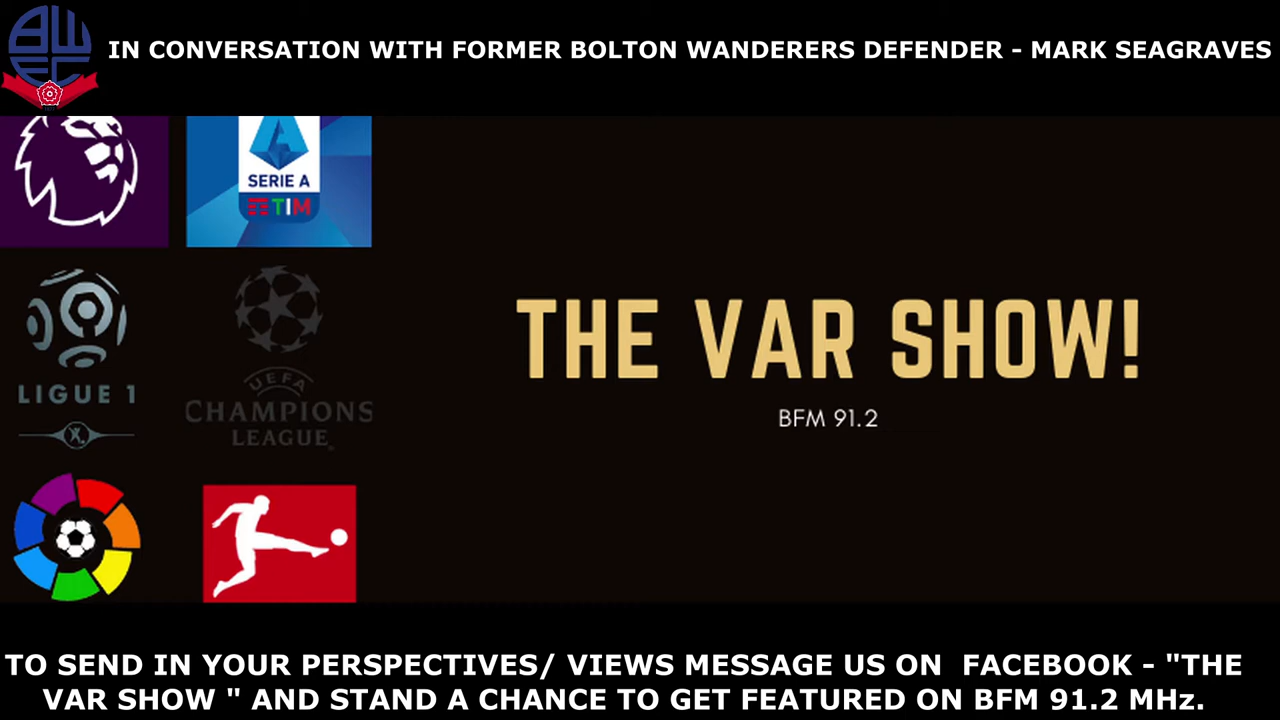 IN CONVERSATION WITH FORMER BOLTON WANDERERS DEFENDER - MARK SEAGRAVES
SERIE A
TIM
LIGUE 1
UEFA
CHAMPIONS
LEAGUE
THE VAR SHOW!
BFM 91.2
TO SEND IN YOUR PERSPECTIVES/ VIEWS MESSAGE US ON FACEBOOK - "THE
VAR SHOW " AND STAND A CHANCE TO GET FEATURED ON BFM 91.2 MHz.